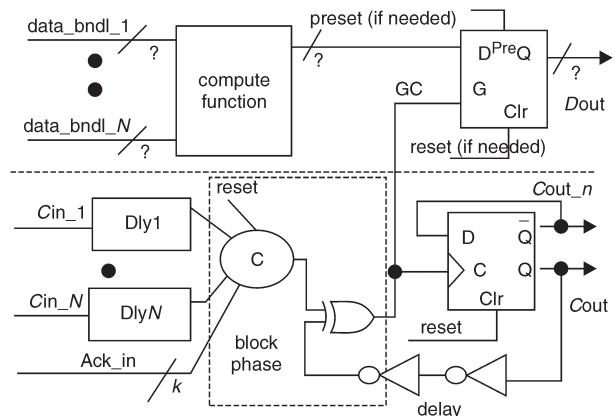 data_bndl_1
?
compute
function
preset (if needed)
?
D Pre Q
G
Clr
?
Dout
GC
data_bndl_N
?
reset (if needed)
Cin_1
Dly1
reset
C
Cout_n
D
Q
C
Q
Clr
Cout
Cin_N
DlyN
Ack_in
k
block
phase
reset
delay